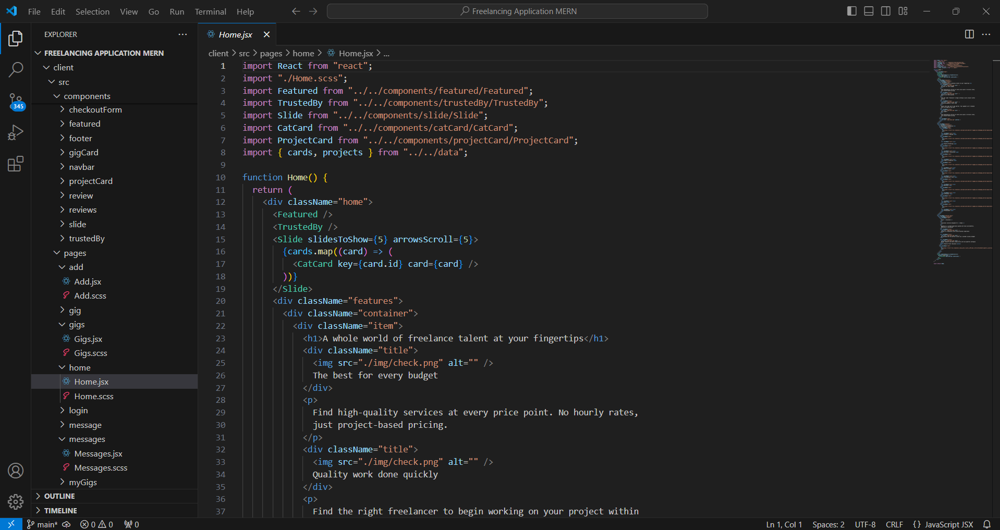 File Edit Selection View Go Run Terminal Help
Freelancing Application MERN
EXPLORER
FREELANCING APPLICATION MERN
client
src
components
checkoutForm
featured
footer
gigCard
navbar
projectCard
review
reviews
slide
trustedBy
pages
add
Add.jsx
Add.scss
gig
gigs
Gigs.jsx
Gigs.scss
home
Home.jsx
Home.scss
login
message
messages
Messages.jsx
Messages.scss
myGigs
OUTLINE
TIMELINE
345
Home.jsx
client > src > pages > home > Home.jsx > ...
1 import React from "react";
2 import "./Home.scss";
3 import Featured from "../../components/featured/Featured";
4 import TrustedBy from "../../components/trustedBy/TrustedBy";
5 import Slide from "../../components/slide/Slide";
6 import CatCard from "../../components/catCard/CatCard";
7 import ProjectCard from "../../components/projectCard/ProjectCard";
8 import { cards, projects } from "../../data";
9
10 function Home() {
11 return (
12 <div className="home">
13 <Featured />
14 <TrustedBy />
15 <Slide slidesToShow={5} arrowsScroll={5}>
16 {cards.map((card) => (
17 <CatCard key={card.id} card={card} />
18 ))}
19 </Slide>
20 <div className="features">
21 <div className="container">
22 <div className="item">
23 <h1>A whole world of freelance talent at your fingertips</h1>
24 <div className="title">
25 <img src="./img/check.png" alt="" />
26 The best for every budget
27 </div>
28 <p>
29 Find high-quality services at every price point. No hourly rates,
30 just project-based pricing.
31 </p>
32 <div className="title">
33 <img src="./img/check.png" alt="" />
34 Quality work done quickly
35 </div>
36 <p>
37 Find the right freelancer to begin working on your project within
main* 0 0 0
Ln 1, Col 1 Spaces: 2 UTF-8 CRLF {} JavaScript JSX